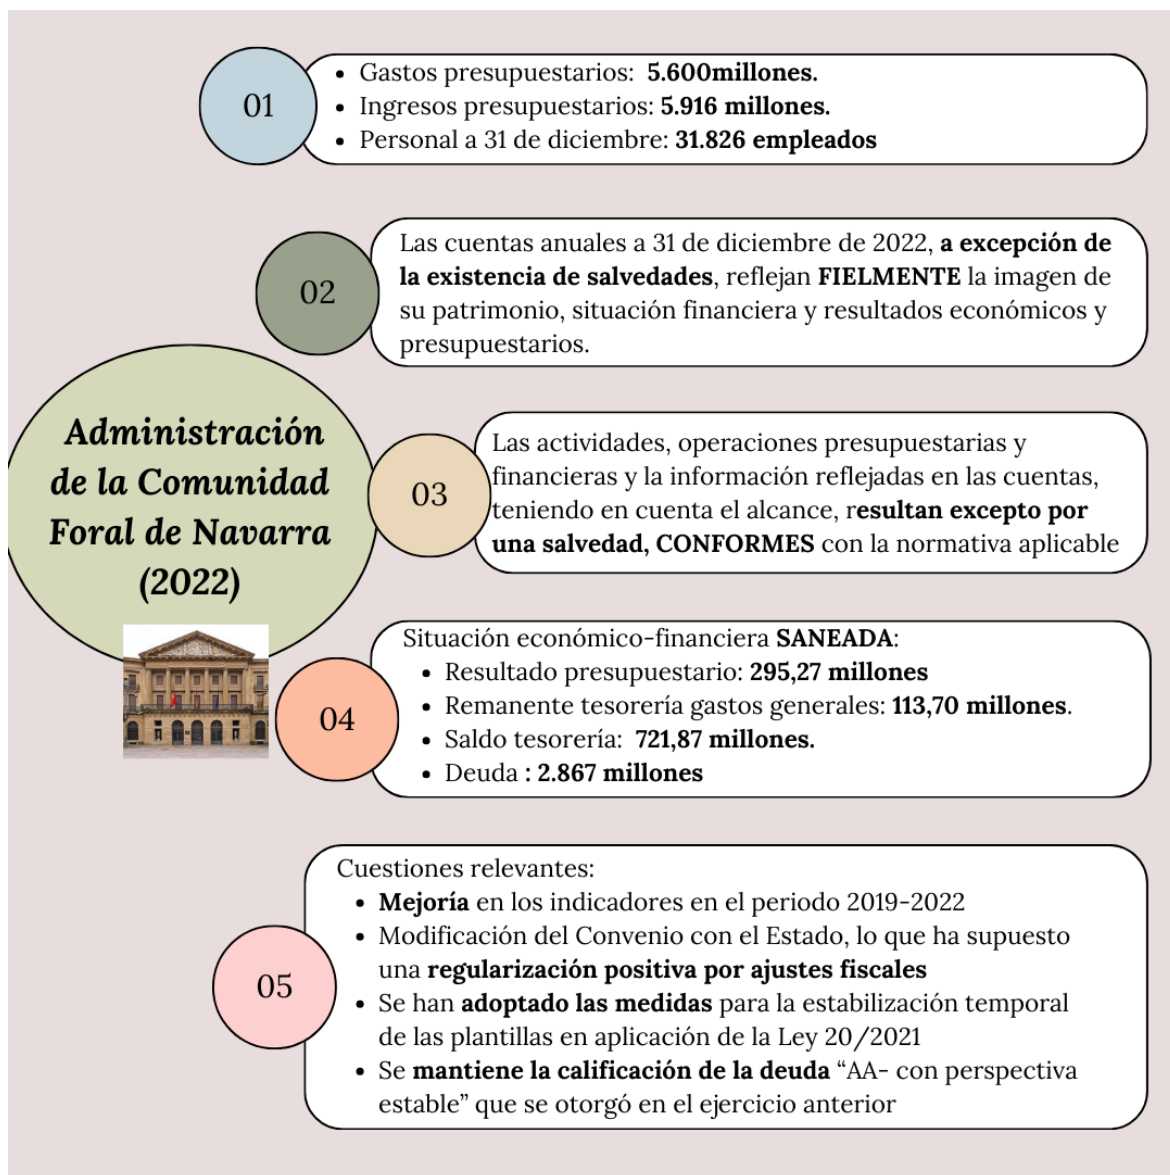 01
• Gastos presupuestarios: 5.600millones.
• Ingresos presupuestarios: 5.916 millones.
• Personal a 31 de diciembre: 31.826 empleados
02
Las cuentas anuales a 31 de diciembre de 2022, a excepción de
la existencia de salvedades, reflejan FIELMENTE la imagen de
su patrimonio, situación financiera y resultados económicos y
presupuestarios.
Administración
de la Comunidad
Foral de Navarra
(2022)
03
Las actividades, operaciones presupuestarias y
financieras y la información reflejadas en las cuentas,
teniendo en cuenta el alcance, resultan excepto por
una salvedad, CONFORMES con la normativa aplicable
04
Situación económico-financiera SANEADA:
• Resultado presupuestario: 295,27 millones
• Remanente tesorería gastos generales: 113,70 millones.
• Saldo tesorería: 721,87 millones.
• Deuda : 2.867 millones
05
Cuestiones relevantes:
• Mejoría en los indicadores en el periodo 2019-2022
• Modificación del Convenio con el Estado, lo que ha supuesto
una regularización positiva por ajustes fiscales
• Se han adoptado las medidas para la estabilización temporal
de las plantillas en aplicación de la Ley 20/2021
• Se mantiene la calificación de la deuda “AA- con perspectiva
estable” que se otorgó en el ejercicio anterior